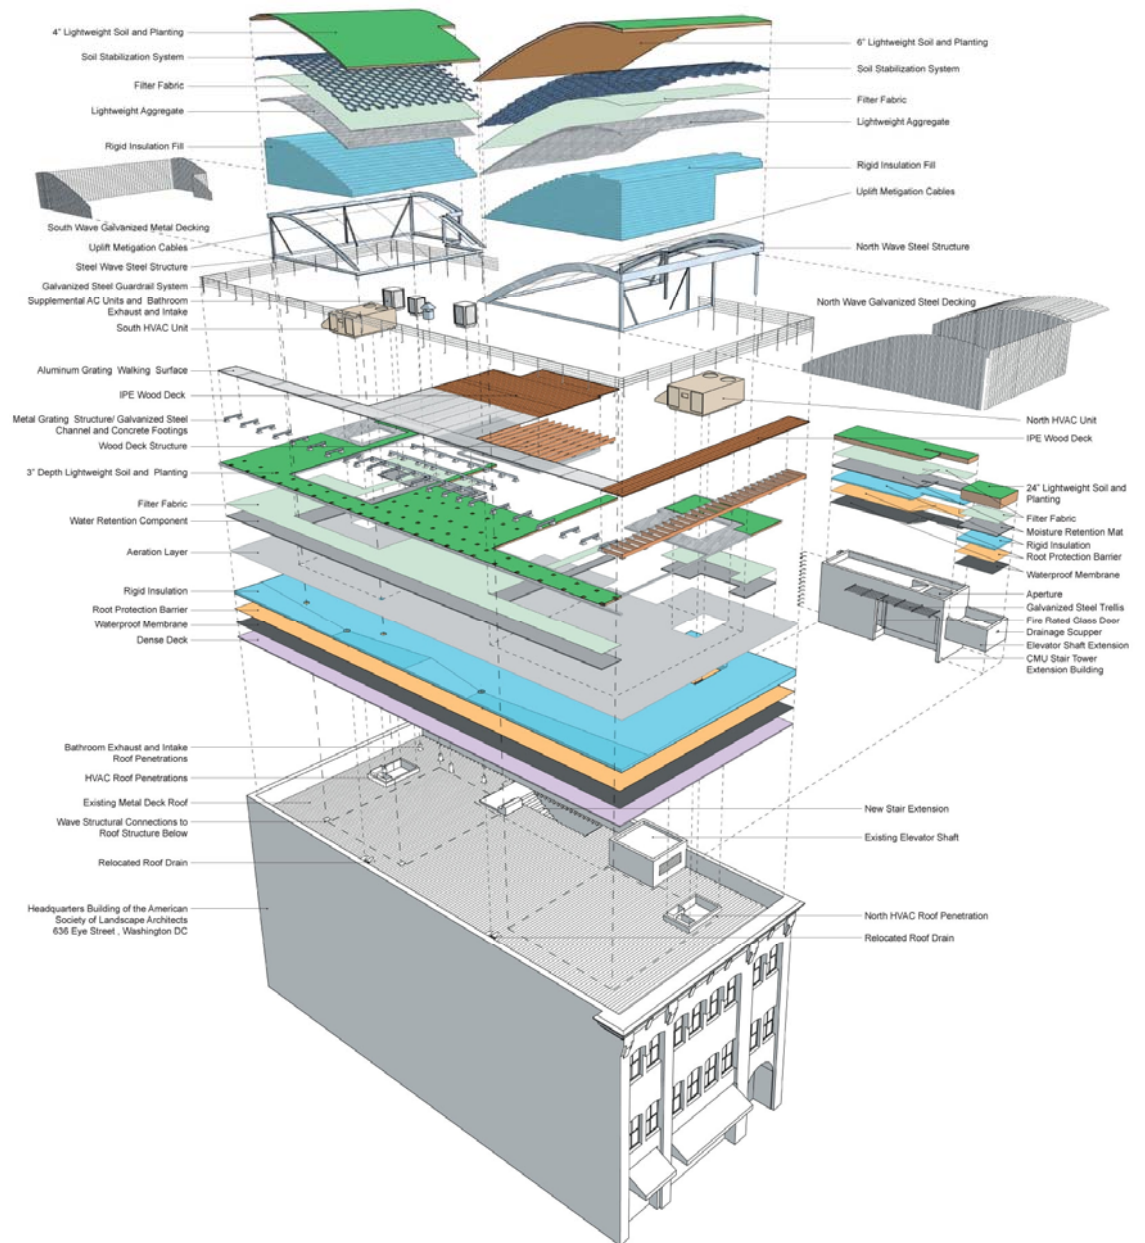 4" Lightweight Soil and Planting
Soil Stabilization System
Filter Fabric
Lightweight Aggregate
Rigid Insulation Fill
South Wave Galvanized Metal Decking
Uplift Metigation Cables
Steel Wave Steel Structure
Galvanized Steel Guardrail System
Supplemental AC Units and Bathroom
Exhaust and Intake
South HVAC Unit
Aluminum Grating Walking Surface
IPE Wood Deck
Metal Grating Structure/ Galvanized Steel
Channel and Concrete Footings
Wood Deck Structure
3" Depth Lightweight Soil and Planting
Filter Fabric
Water Retention Component
Aeration Layer
Rigid Insulation
Root Protection Barrier
Waterproof Membrane
Dense Deck
Bathroom Exhaust and Intake
Roof Penetrations
HVAC Roof Penetrations
Existing Metal Deck Roof
Wave Structural Connections to
Roof Structure Below
Relocated Roof Drain
Headquarters Building of the American
Society of Landscape Architects
636 Eye Street , Washington DC
6" Lightweight Soil and Planting
Soil Stabilization System
Filter Fabric
Lightweight Aggregate
Rigid Insulation Fill
Uplift Metigation Cables
North Wave Steel Structure
North Wave Galvanized Steel Decking
North HVAC Unit
IPE Wood Deck
24" Lightweight Soil and
Planting
Filter Fabric
Moisture Retention Mat
Rigid Insulation
Root Protection Barrier
Waterproof Membrane
Aperture
Galvanized Steel Trellis
Fire Rated Glass Door
Drainage Scupper
Elevator Shaft Extension
CMU Stair Tower
Extension Building
New Stair Extension
Existing Elevator Shaft
North HVAC Roof Penetration
Relocated Roof Drain